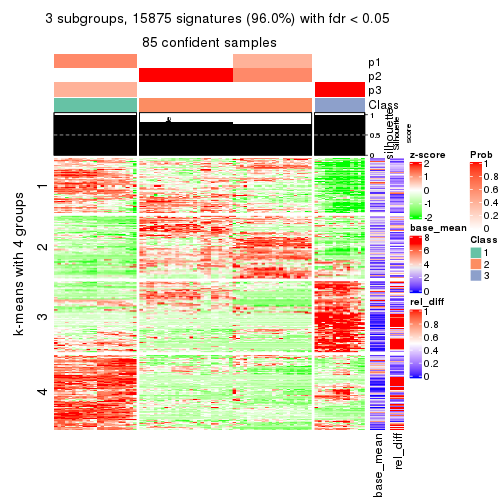 3 subgroups, 15875 signatures (96.0%) with fdr < 0.05
85 confident samples
p1
p2
p3
Class
silhouette
Silhouette
score
1
0.5
0
k-means with 4 groups
1
2
3
4
base_mean
rel_diff
z-score
2
1
0
-1
-2
base_mean
8
6
4
2
0
rel_diff
1
0.8
0.6
0.4
0.2
0
Prob
1
0.8
0.6
0.4
0.2
0
Class
1
2
3